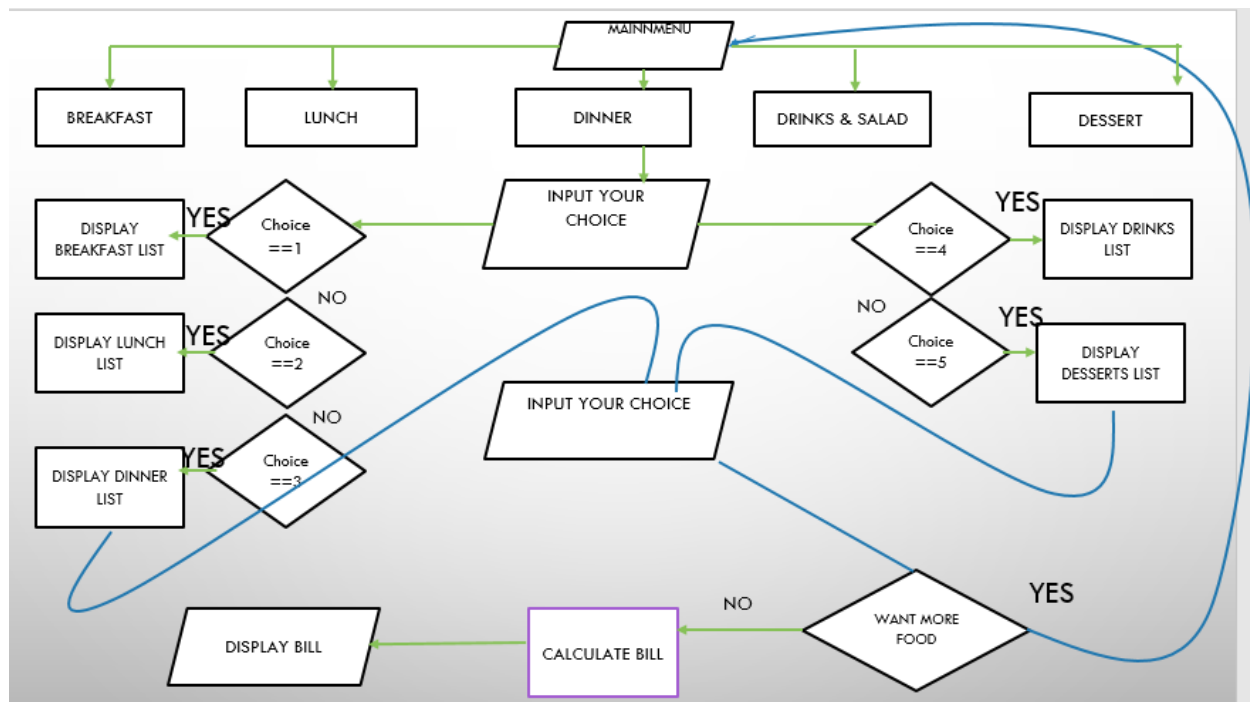 MAINNMENU
BREAKFAST
LUNCH
DINNER
DRINKS & SALAD
DESSERT
INPUT YOUR
CHOICE
YES
Choice
==1
DISPLAY
BREAKFAST LIST
YES
Choice
==4
DISPLAY DRINKS
LIST
NO
NO
YES
Choice
==2
DISPLAY LUNCH
LIST
YES
Choice
==5
DISPLAY
DESSERTS LIST
INPUT YOUR CHOICE
NO
YES
Choice
==3
DISPLAY DINNER
LIST
YES
NO
WANT MORE
FOOD
CALCULATE BILL
DISPLAY BILL